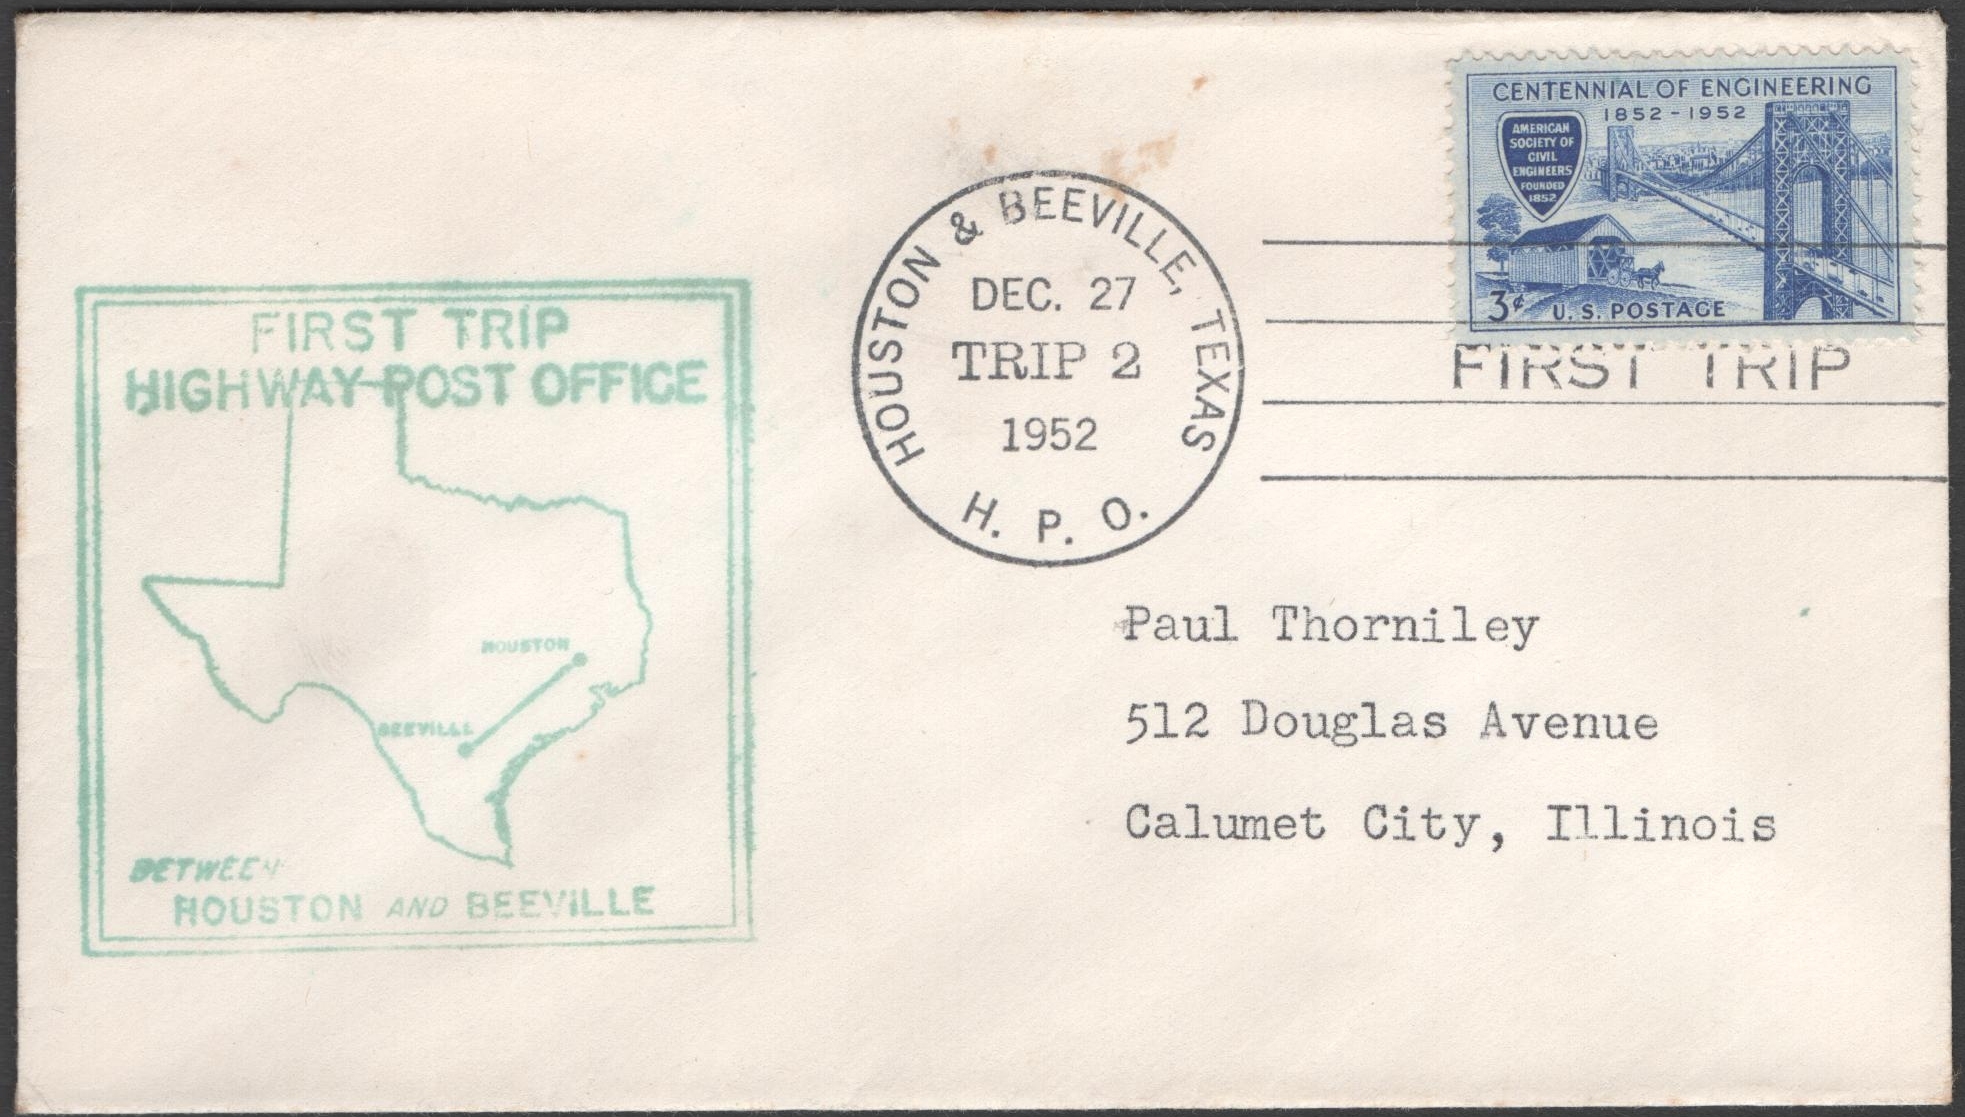 CENTENNIAL OF ENGINEERING
1852-1952
AMERICAN
SOCIETY OF
CIVIL
ENGINEERS
FOUNDED
1852
3¢ U.S. POSTAGE
HOUSTON & BEEVILLE, TEXAS
DEC. 27
TRIP 2
1952
H. P. O.
FIRST TRIP
FIRST TRIP
HIGHWAY POST OFFICE
HOUSTON
BEEVILLE
BETWEEN
HOUSTON AND BEEVILLE
Paul Thorniley
512 Douglas Avenue
Calumet City, Illinois